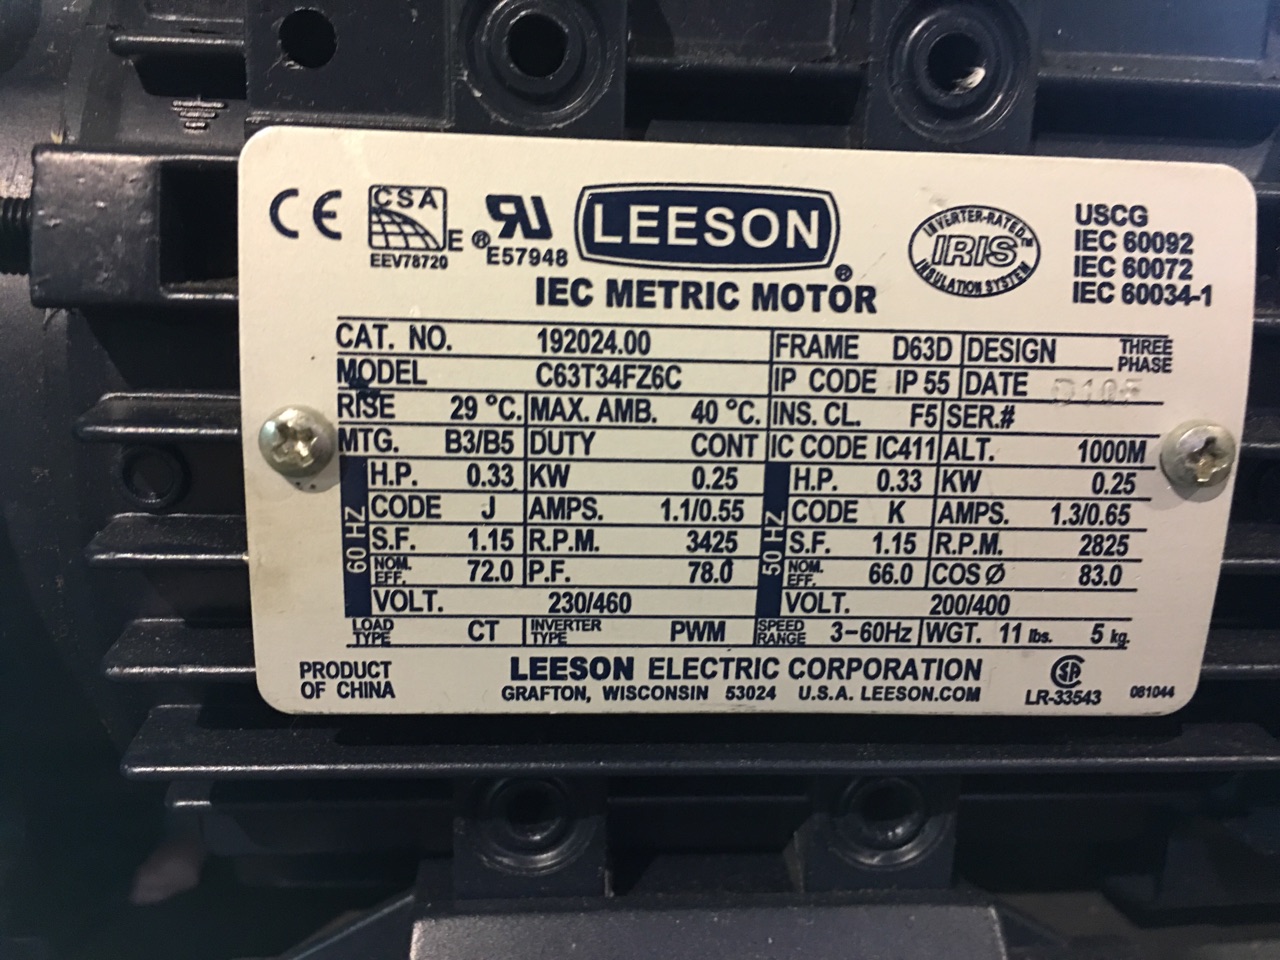 CE CSA E ® EEV78720 RU E57948 LEESON ®
IEC METRIC MOTOR
INVERTER-RATED™ IRIS INSULATION SYSTEM
USCG
IEC 60092
IEC 60072
IEC 60034-1
CAT. NO. 192024.00 FRAME D63D DESIGN THREE PHASE
MODEL C63T34FZ6C IP CODE IP 55 DATE
RISE 29 °C. MAX. AMB. 40 °C. INS. CL. F5 SER.#
MTG. B3/B5 DUTY CONT IC CODE IC411 ALT. 1000M
60 HZ H.P. 0.33 KW 0.25 50 HZ H.P. 0.33 KW 0.25
CODE J AMPS. 1.1/0.55 CODE K AMPS. 1.3/0.65
S.F. 1.15 R.P.M. 3425 S.F. 1.15 R.P.M. 2825
NOM. EFF. 72.0 P.F. 78.0 NOM. EFF. 66.0 COS Ø 83.0
VOLT. 230/460 VOLT. 200/400
LOAD TYPE CT INVERTER TYPE PWM SPEED RANGE 3-60Hz WGT. 11 lbs. 5 kg.
PRODUCT OF CHINA
LEESON ELECTRIC CORPORATION
GRAFTON, WISCONSIN 53024 U.S.A. LEESON.COM
SA LR-33543
081044